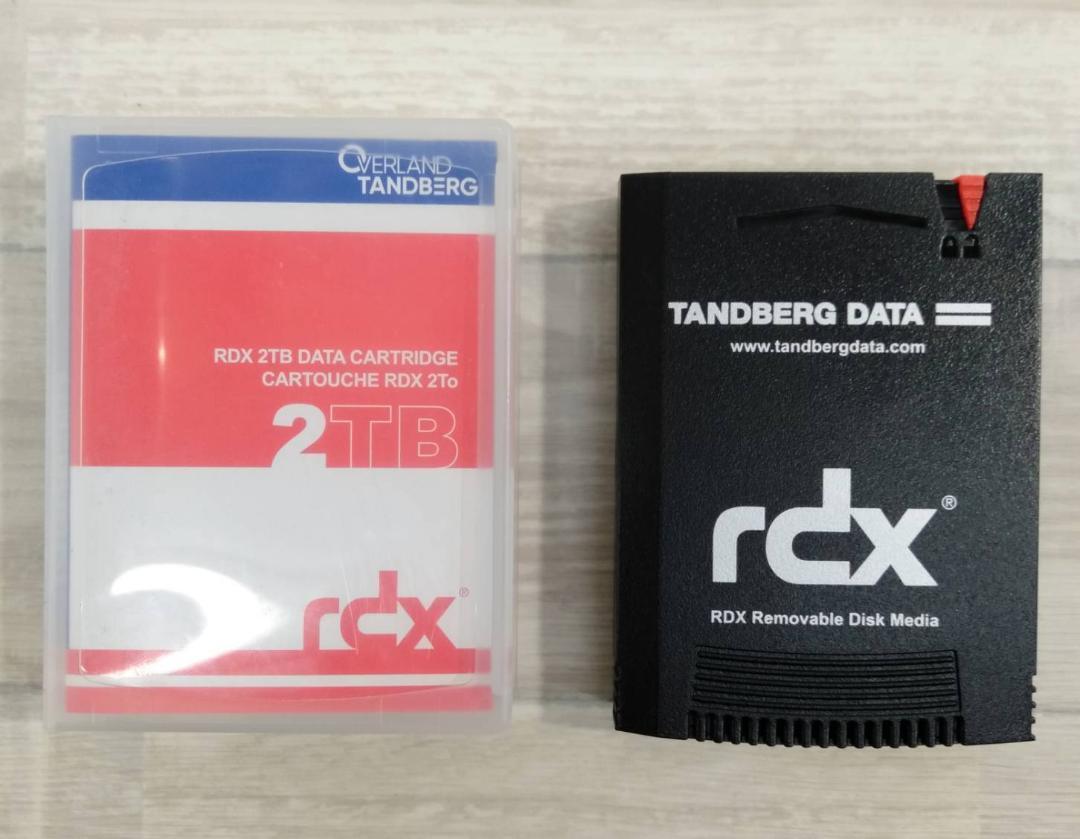 OVERLAND
TANDBERG
RDX 2TB DATA CARTRIDGE
CARTOUCHE RDX 2To
2TB
rdx®
TANDBERG DATA
www.tandbergdata.com
rdx®
RDX Removable Disk Media